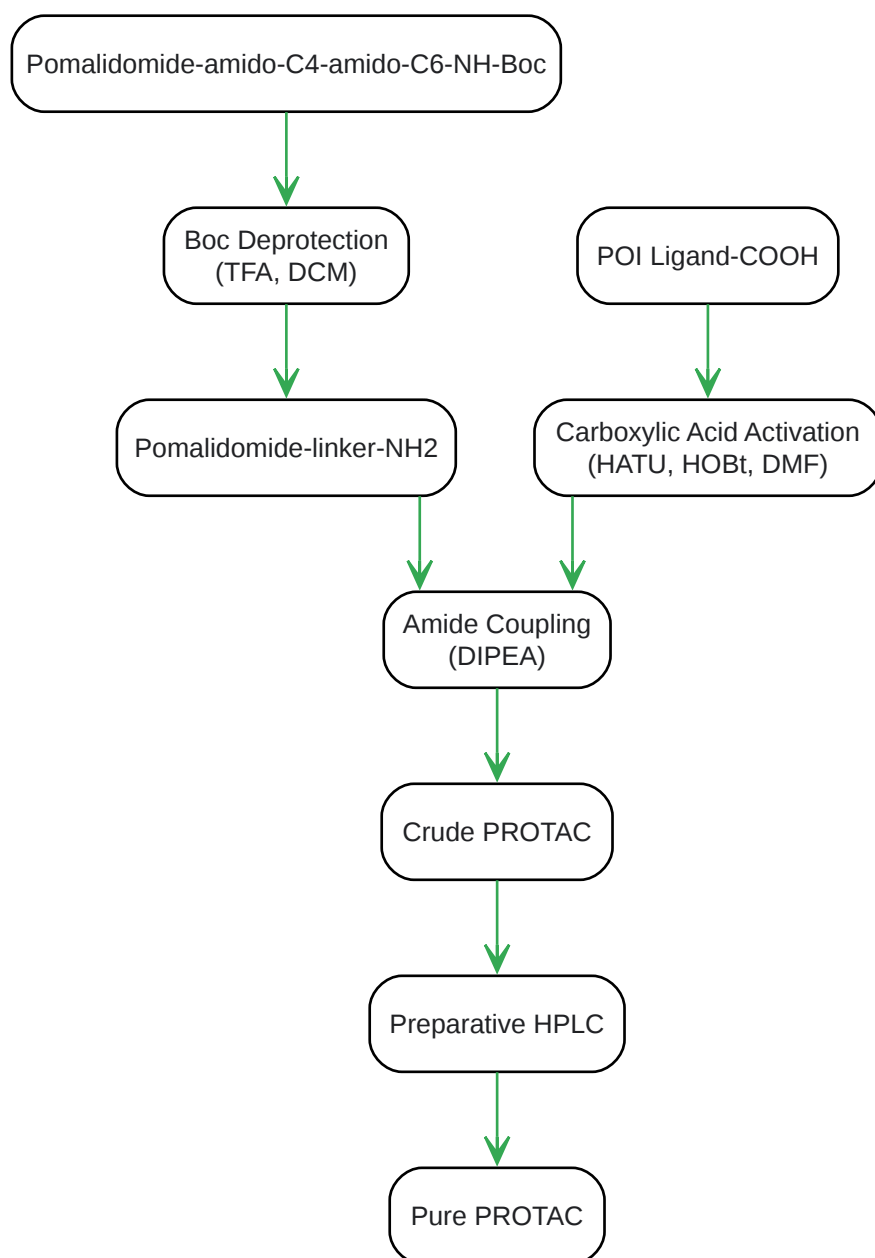 Pomalidomide-amido-C4-amido-C6-NH-Boc
Boc Deprotection
(TFA, DCM)
POI Ligand-COOH
Pomalidomide-linker-NH2
Carboxylic Acid Activation
(HATU, HOBt, DMF)
Amide Coupling
(DIPEA)
Crude PROTAC
Preparative HPLC
Pure PROTAC